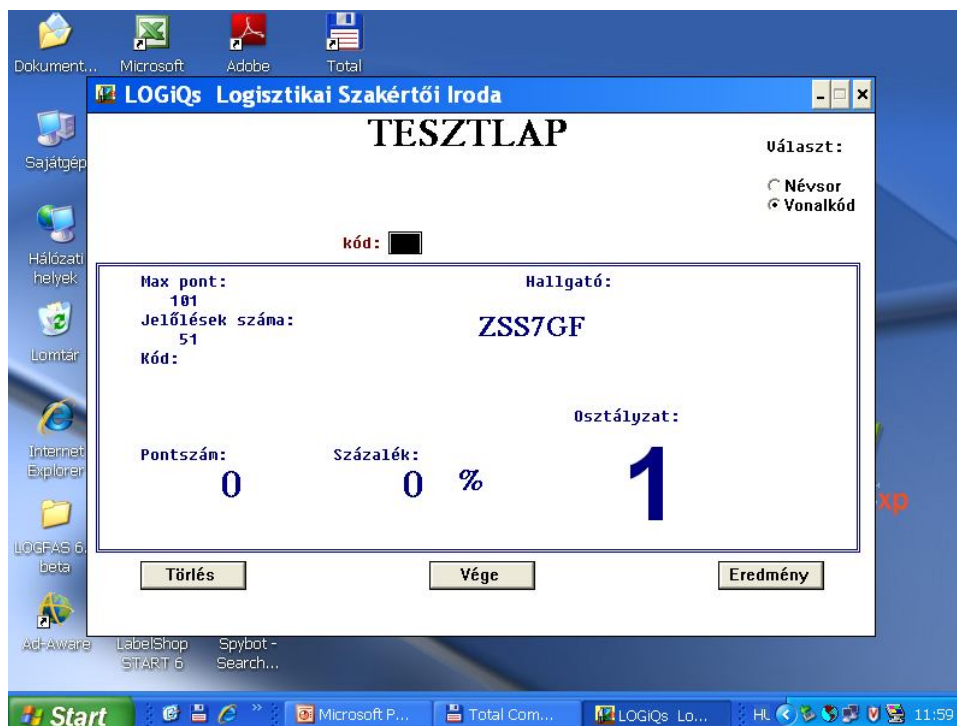 Dokument...
Microsoft
Adobe
Total
LOGiQs Logisztikai Szakértői Iroda
TESZTLAP
Választ:
Névsor
Vonalkód
Sajátgép
kód:
Hálózati
helyek
Max pont:
101
Hallgató:
Jelőlések száma:
51
ZSS7GF
Kód:
Lomtár
Osztályzat:
Internet
Explorer
Pontszám:
0
Százalék:
0 %
1
xp
LOGFAS 6.
beta
Törlés
Vége
Eredmény
Ad-Aware
LabelShop
START 6
Spybot -
Search...
Start
Microsoft P...
Total Com...
LOGiQs Lo...
HU
11:59